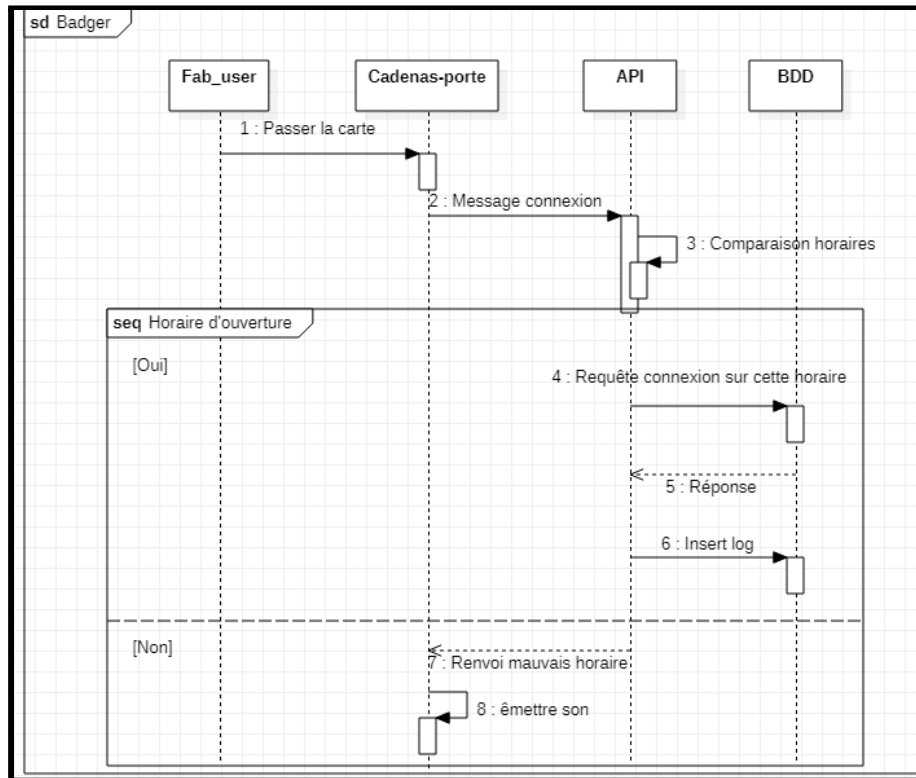 sd Badger
Fab_user
Cadenas-porte
API
BDD
1 : Passer la carte
2 : Message connexion
3 : Comparaison horaires
seq Horaire d'ouverture
[Oui]
4 : Requête connexion sur cette horaire
5 : Réponse
6 : Insert log
[Non]
7 : Renvoi mauvais horaire
8 : êmettre son